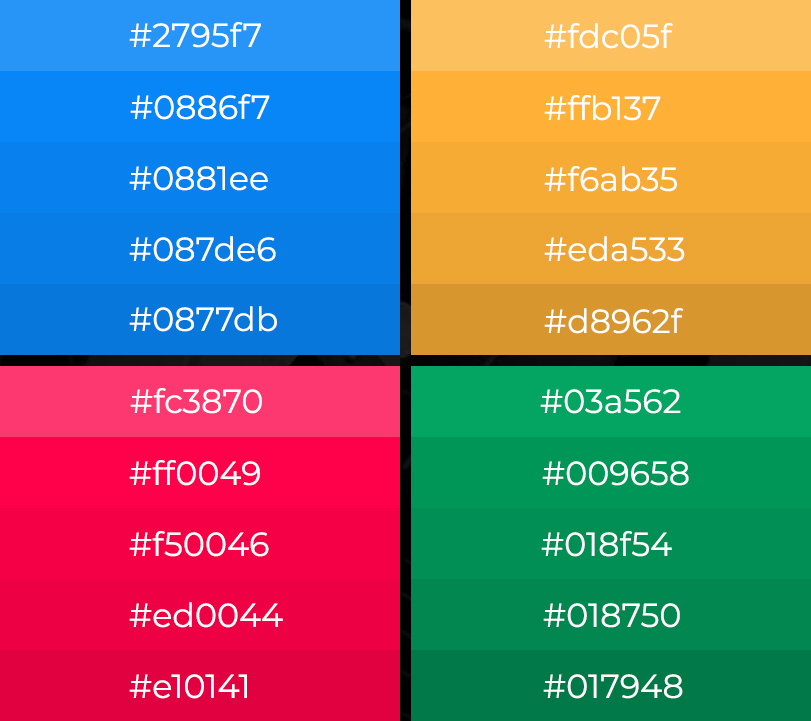 #2795f7
#0886f7
#0881ee
#087de6
#0877db
#fdc05f
#ffb137
#f6ab35
#eda533
#d8962f
#fc3870
#ff0049
#f50046
#ed0044
#e10141
#03a562
#009658
#018f54
#018750
#017948